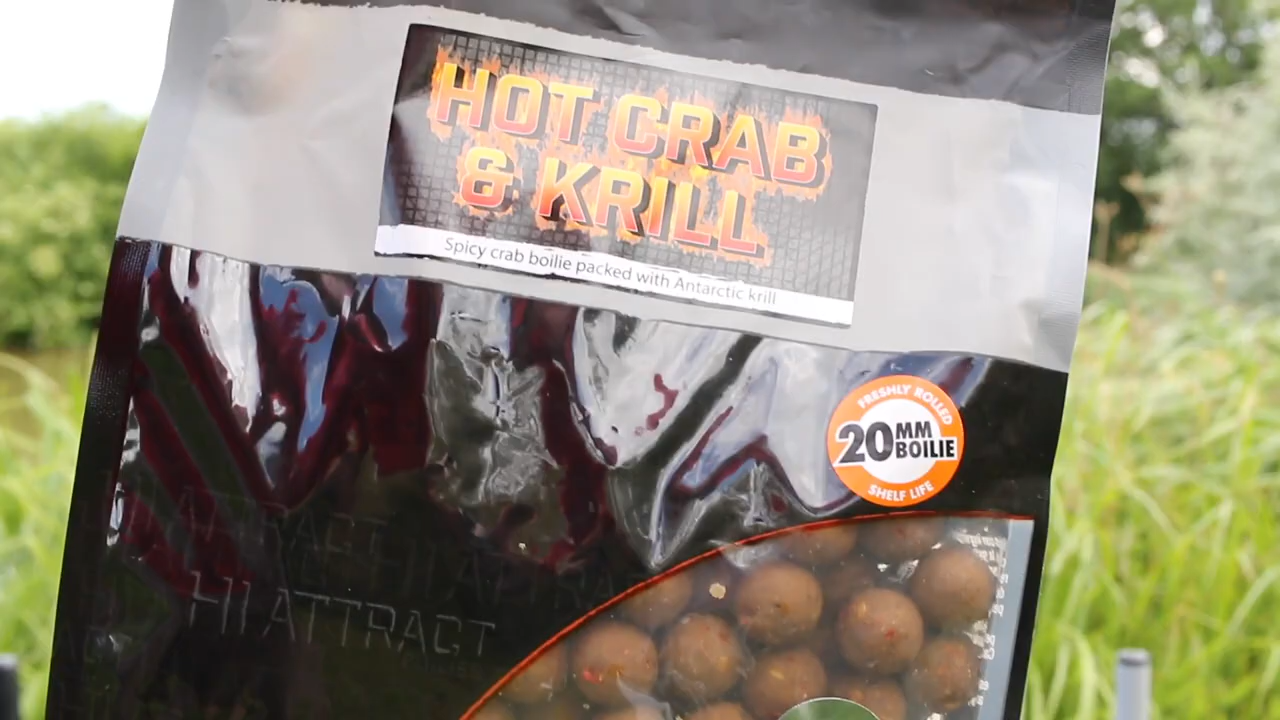 HOT CRAB
& KRILL
Spicy crab boilie packed with Antarctic krill
FRESHLY ROLLED
20MM
BOILIE
SHELF LIFE
HI ATTRACT